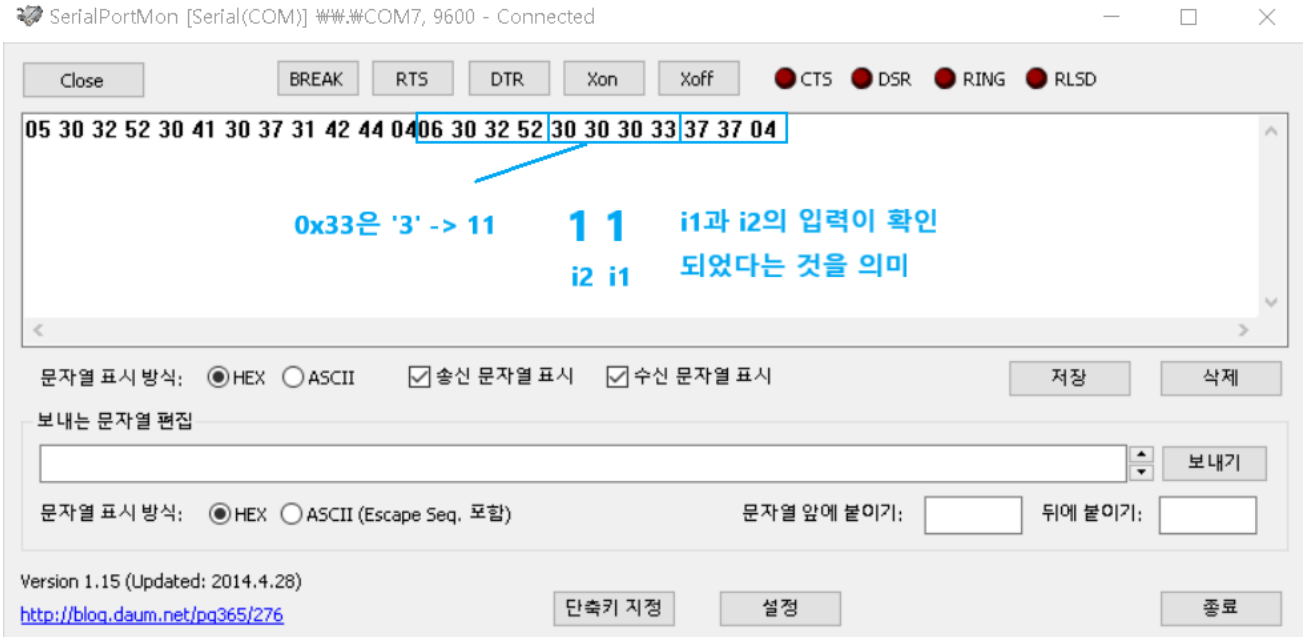 SerialPortMon [Serial(COM)] ₩₩.₩COM7, 9600 - Connected
Close BREAK RTS DTR Xon Xoff CTS DSR RING RLSD
05 30 32 52 30 41 30 37 31 42 44 04 06 30 32 52 30 30 30 33 37 37 04
0x33은 '3' -> 11 1 1 i1과 i2의 입력이 확인
i2 i1 되었다는 것을 의미
문자열 표시 방식: HEX ASCII 송신 문자열 표시 수신 문자열 표시 저장 삭제
보내는 문자열 편집
보내기
문자열 표시 방식: HEX ASCII (Escape Seq. 포함) 문자열 앞에 붙이기: 뒤에 붙이기:
Version 1.15 (Updated: 2014.4.28)
http://blog.daum.net/pg365/276 단축키 지정 설정 종료